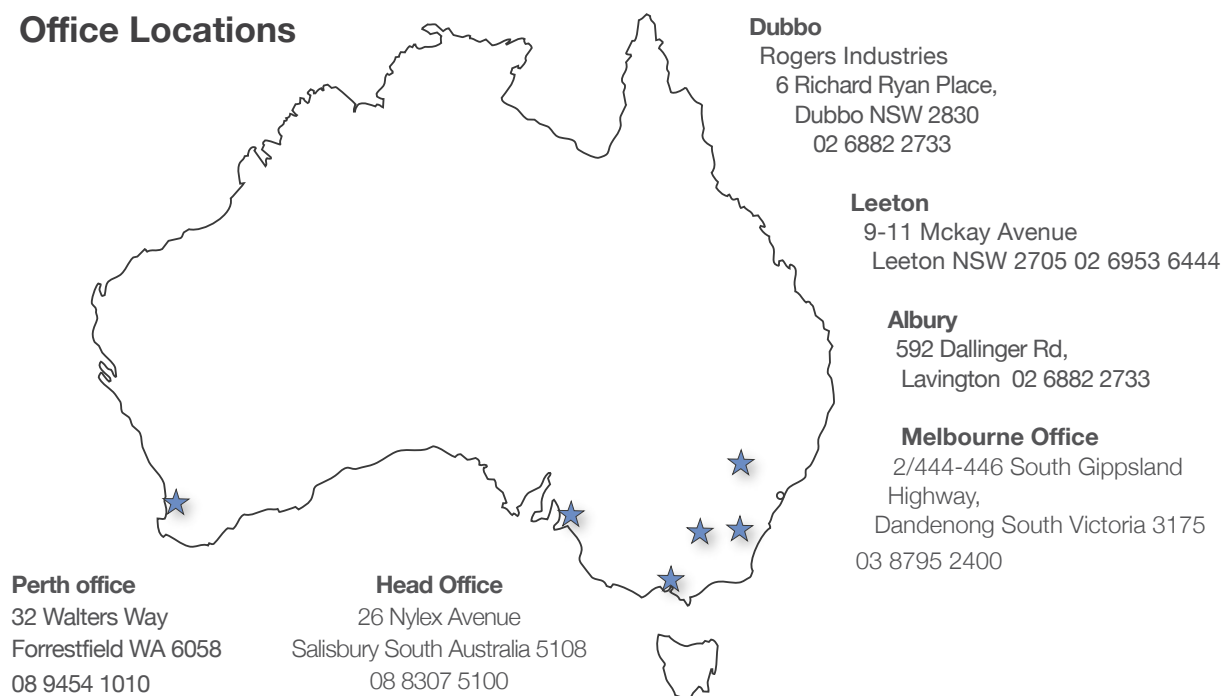 Office Locations
Dubbo
Rogers Industries
6 Richard Ryan Place,
Dubbo NSW 2830
02 6882 2733
Leeton
9-11 Mckay Avenue
Leeton NSW 2705 02 6953 6444
Albury
592 Dallinger Rd,
Lavington 02 6882 2733
Melbourne Office
2/444-446 South Gippsland
Highway,
Dandenong South Victoria 3175
03 8795 2400
Perth office
32 Walters Way
Forrestfield WA 6058
08 9454 1010
Head Office
26 Nylex Avenue
Salisbury South Australia 5108
08 8307 5100